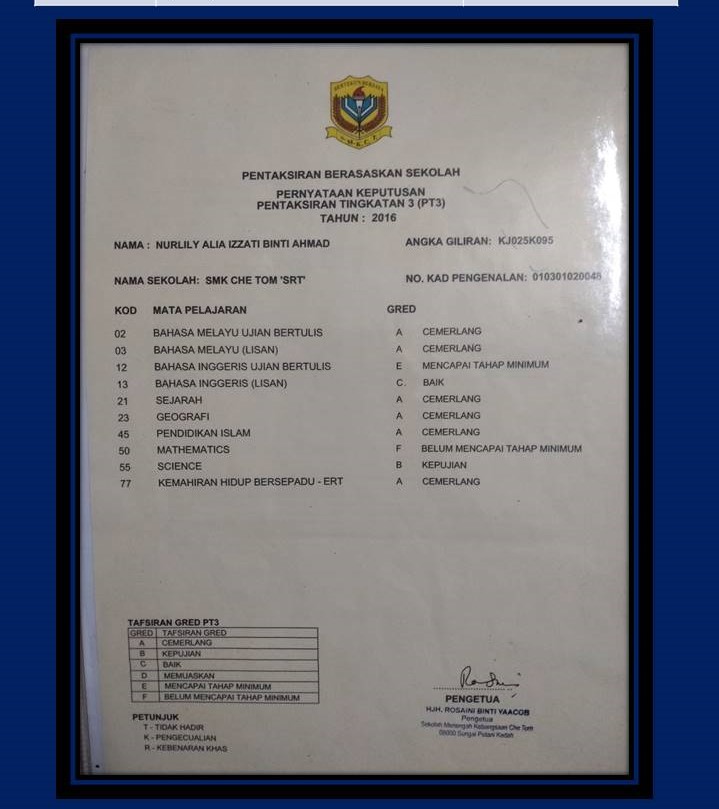 BERTEKUN BERJAYA
S.M.K.C.T.
PENTAKSIRAN BERASASKAN SEKOLAH
PERNYATAAN KEPUTUSAN
PENTAKSIRAN TINGKATAN 3 (PT3)
TAHUN : 2016
NAMA : NURLILY ALIA IZZATI BINTI AHMAD ANGKA GILIRAN: KJ025K095
NAMA SEKOLAH: SMK CHE TOM 'SRT' NO. KAD PENGENALAN: 010301020048
KOD MATA PELAJARAN GRED
02 BAHASA MELAYU UJIAN BERTULIS A CEMERLANG
03 BAHASA MELAYU (LISAN) A CEMERLANG
12 BAHASA INGGERIS UJIAN BERTULIS E MENCAPAI TAHAP MINIMUM
13 BAHASA INGGERIS (LISAN) C. BAIK
21 SEJARAH A CEMERLANG
23 GEOGRAFI A CEMERLANG
45 PENDIDIKAN ISLAM A CEMERLANG
50 MATHEMATICS F BELUM MENCAPAI TAHAP MINIMUM
55 SCIENCE B KEPUJIAN
77 KEMAHIRAN HIDUP BERSEPADU - ERT A CEMERLANG
TAFSIRAN GRED PT3
GRED TAFSIRAN GRED
A CEMERLANG
B KEPUJIAN
C BAIK
D MEMUASKAN
E MENCAPAI TAHAP MINIMUM
F BELUM MENCAPAI TAHAP MINIMUM
PETUNJUK
T - TIDAK HADIR
K - PENGECUALIAN
R - KEBENARAN KHAS
PENGETUA
HJH. ROSAINI BINTI YAACOB
Pengetua
Sekolah Menengah Kebangsaan Che Tom
08000 Sungai Petani Kedah